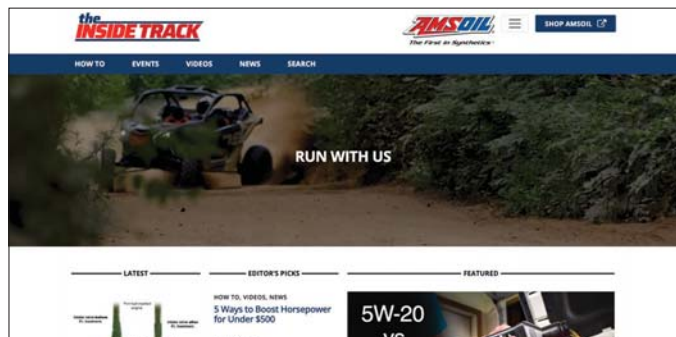 the
INSIDE TRACK
AMSOIL
The First in Synthetics
SHOP AMSOIL
HOW TO EVENTS VIDEOS NEWS SEARCH
RUN WITH US
LATEST EDITOR'S PICKS FEATURED
HOW TO, VIDEOS, NEWS
5 Ways to Boost Horsepower
for Under $500
5W-20
vs